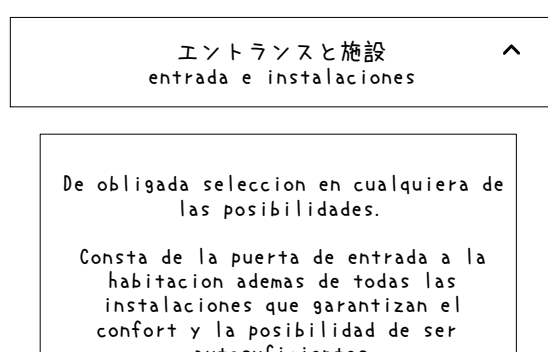 エントランスと施設
entrada e instalaciones
De obligada seleccion en cualquiera de
las posibilidades.
Consta de la puerta de entrada a la
habitacion ademas de todas las
instalaciones que garantizan el
confort y la posibilidad de ser